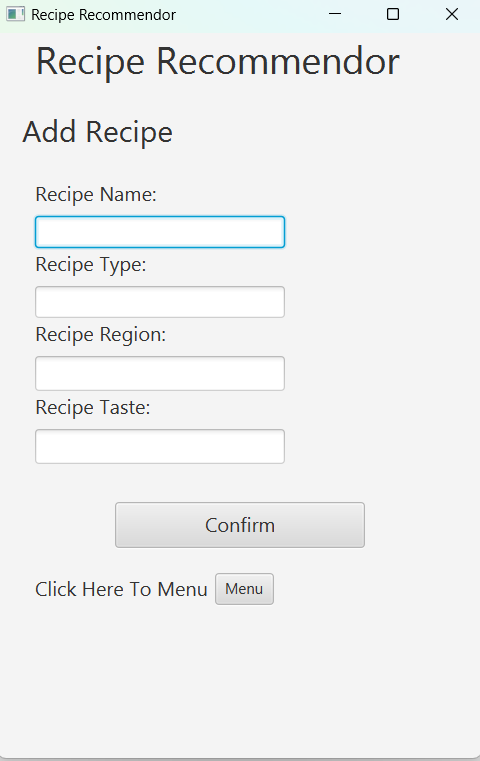 Recipe Recommendor
Recipe Recommendor
Add Recipe
Recipe Name:
Recipe Type:
Recipe Region:
Recipe Taste:
Confirm
Click Here To Menu Menu